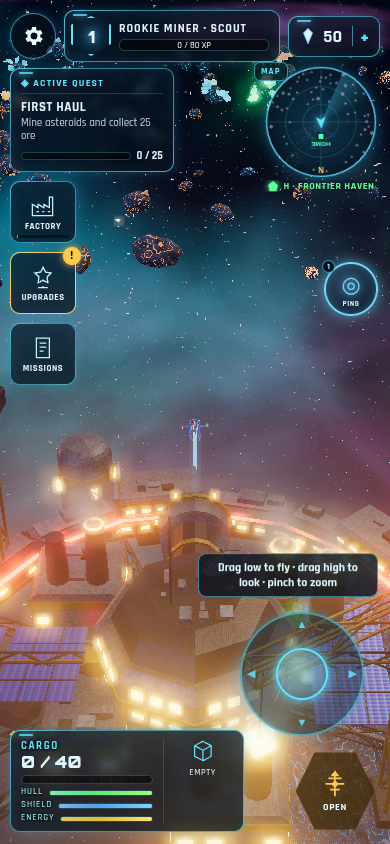 1
ROOKIE MINER · SCOUT
0 / 80 XP
50
+
ACTIVE QUEST
FIRST HAUL
Mine asteroids and collect 25
ore
0 / 25
MAP
HOME
N
H · FRONTIER HAVEN
FACTORY
!
UPGRADES
MISSIONS
1
PING
Drag low to fly · drag high to
look · pinch to zoom
CARGO
0 / 40
HULL
SHIELD
ENERGY
EMPTY
OPEN